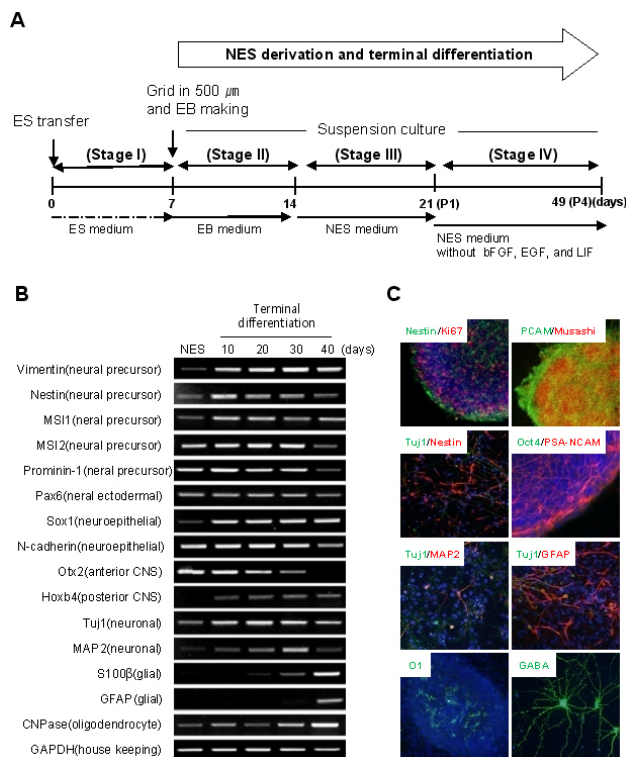 A
NES derivation and terminal differentiation
Grid in 500 ㎛
and EB making
ES transfer
Suspension culture
(Stage I)
(Stage II)
(Stage III)
(Stage IV)
0
7
14
21 (P1)
49 (P4)(days)
ES medium
EB medium
NES medium
NES medium
without bFGF, EGF, and LIF
B
Terminal
differentiation
NES 10 20 30 40 (days)
Vimentin(neural precursor)
Nestin(neural precursor)
MSI1(neral precursor)
MSI2(neural precursor)
Prominin-1(neral precursor)
Pax6(neral ectodermal)
Sox1(neuroepithelial)
N-cadherin(neuroepithelial)
Otx2(anterior CNS)
Hoxb4(posterior CNS)
Tuj1(neuronal)
MAP2(neuronal)
S100β(glial)
GFAP(glial)
CNPase(oligodendrocyte)
GAPDH(house keeping)
C
Nestin/Ki67
PCAM/Musashi
Tuj1/Nestin
Oct4/PSA-NCAM
Tuj1/MAP2
Tuj1/GFAP
O1
GABA